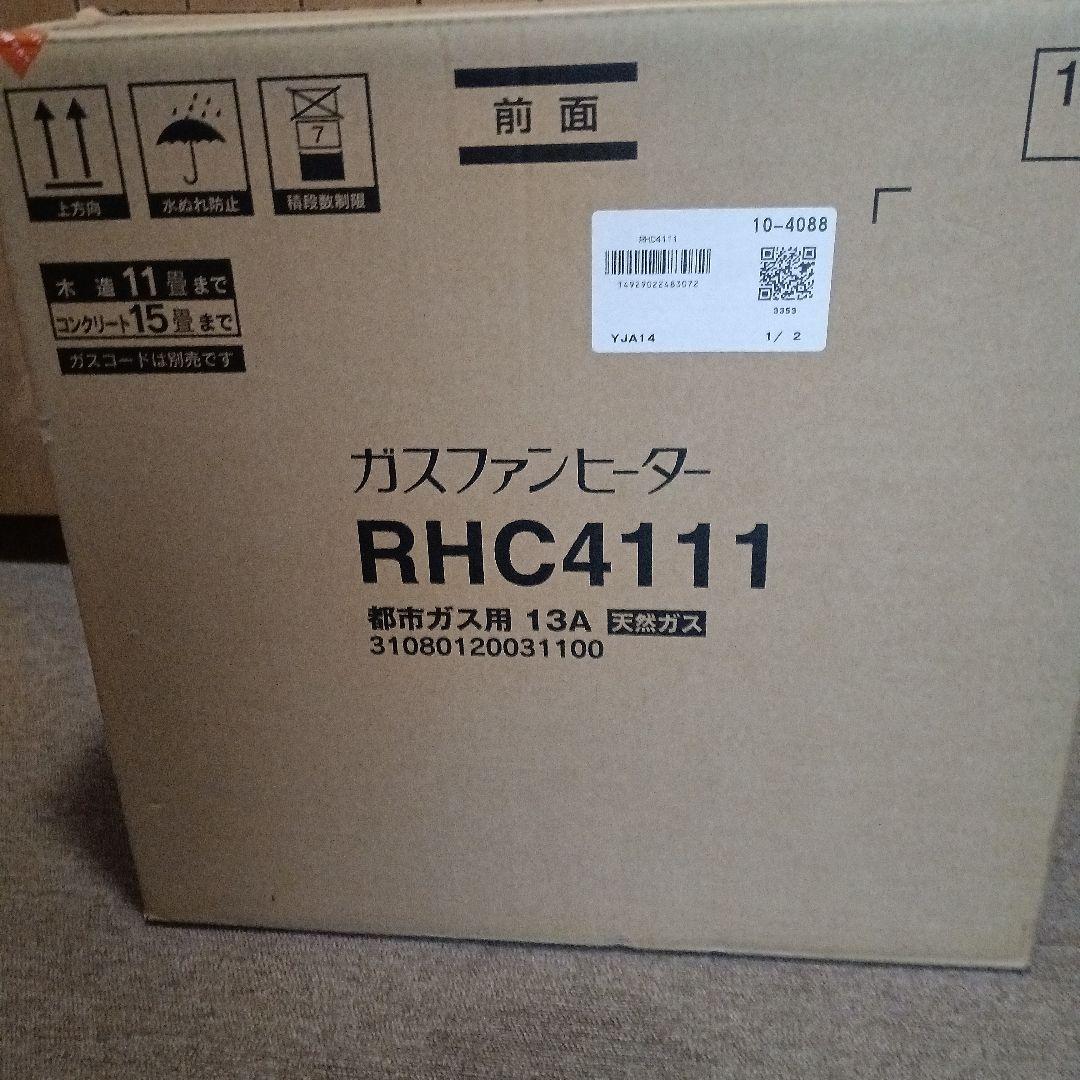 前面
1
7
上方向
水ぬれ防止
積段数制限
10-4088
RHC4111
14929022483072
3353
YJA14
1/ 2
木造11畳まで
コンクリート15畳まで
ガスコードは別売です
ガスファンヒーター
RHC4111
都市ガス用 13A 天然ガス
31080120031100